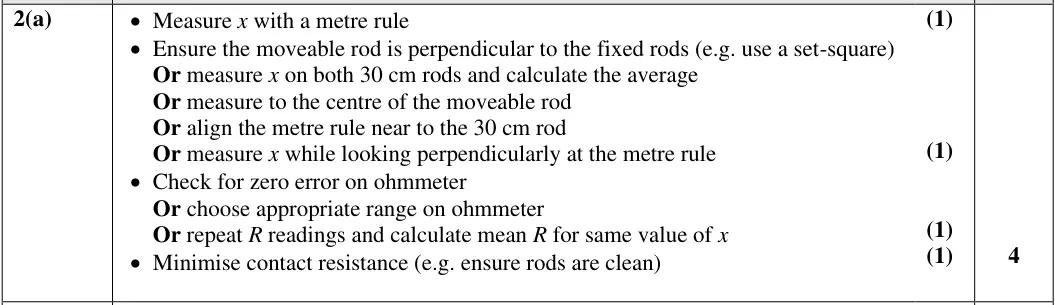 2(a) • Measure x with a metre rule (1)
• Ensure the moveable rod is perpendicular to the fixed rods (e.g. use a set-square)
Or measure x on both 30 cm rods and calculate the average
Or measure to the centre of the moveable rod
Or align the metre rule near to the 30 cm rod
Or measure x while looking perpendicularly at the metre rule (1)
• Check for zero error on ohmmeter
Or choose appropriate range on ohmmeter
Or repeat R readings and calculate mean R for same value of x (1)
• Minimise contact resistance (e.g. ensure rods are clean) (1) 4